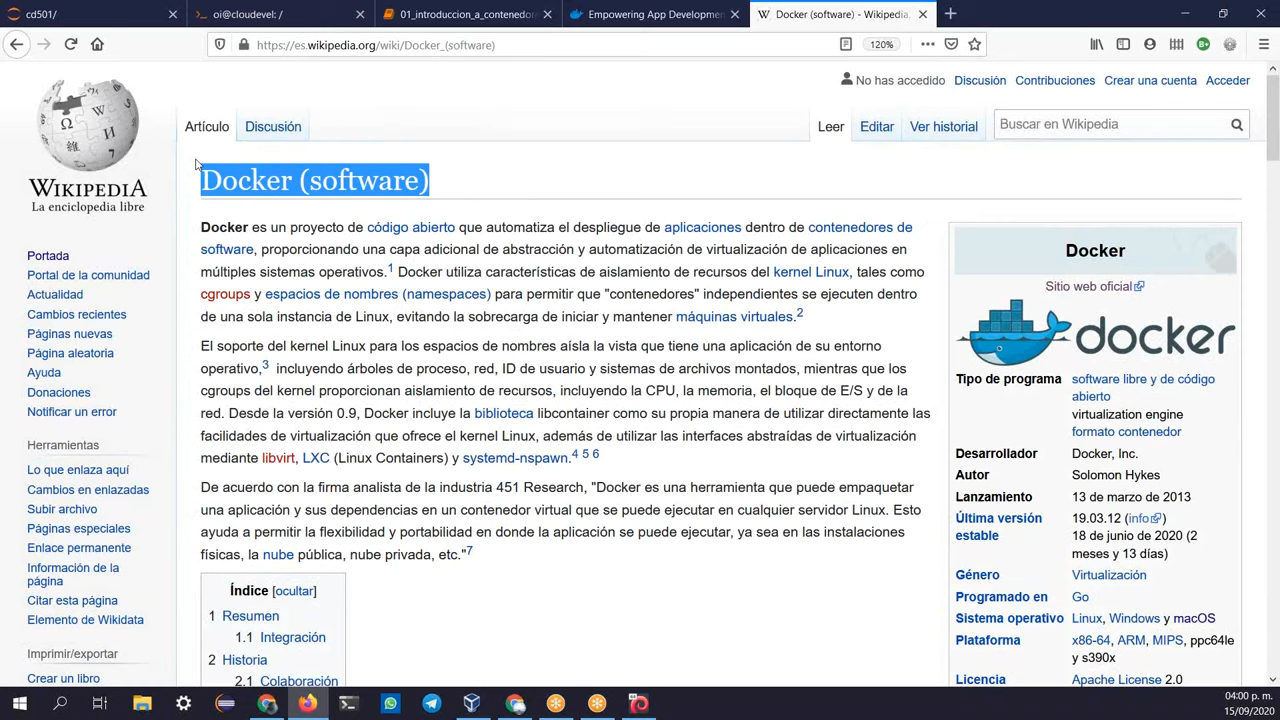 cd501/
oi@cloudevel: /
01_introduccion_a_contenedore
Empowering App Developmen
Docker (software) - Wikipedia,
https://es.wikipedia.org/wiki/Docker_(software)
120%
No has accedido
Discusión
Contribuciones
Crear una cuenta
Acceder
Artículo
Discusión
Leer
Editar
Ver historial
Buscar en Wikipedia
WIKIPEDIA
La enciclopedia libre
Portada
Portal de la comunidad
Actualidad
Cambios recientes
Páginas nuevas
Página aleatoria
Ayuda
Donaciones
Notificar un error
Herramientas
Lo que enlaza aquí
Cambios en enlazadas
Subir archivo
Páginas especiales
Enlace permanente
Información de la
página
Citar esta página
Elemento de Wikidata
Imprimir/exportar
Crear un libro
Docker (software)
Docker es un proyecto de código abierto que automatiza el despliegue de aplicaciones dentro de contenedores de
software, proporcionando una capa adicional de abstracción y automatización de virtualización de aplicaciones en
múltiples sistemas operativos.1 Docker utiliza características de aislamiento de recursos del kernel Linux, tales como
cgroups y espacios de nombres (namespaces) para permitir que "contenedores" independientes se ejecuten dentro
de una sola instancia de Linux, evitando la sobrecarga de iniciar y mantener máquinas virtuales.2
El soporte del kernel Linux para los espacios de nombres aísla la vista que tiene una aplicación de su entorno
operativo,3 incluyendo árboles de proceso, red, ID de usuario y sistemas de archivos montados, mientras que los
cgroups del kernel proporcionan aislamiento de recursos, incluyendo la CPU, la memoria, el bloque de E/S y de la
red. Desde la versión 0.9, Docker incluye la biblioteca libcontainer como su propia manera de utilizar directamente las
facilidades de virtualización que ofrece el kernel Linux, además de utilizar las interfaces abstraídas de virtualización
mediante libvirt, LXC (Linux Containers) y systemd-nspawn.4 5 6
De acuerdo con la firma analista de la industria 451 Research, "Docker es una herramienta que puede empaquetar
una aplicación y sus dependencias en un contenedor virtual que se puede ejecutar en cualquier servidor Linux. Esto
ayuda a permitir la flexibilidad y portabilidad en donde la aplicación se puede ejecutar, ya sea en las instalaciones
físicas, la nube pública, nube privada, etc."7
Índice [ocultar]
1 Resumen
1.1 Integración
2 Historia
2.1 Colaboración
Docker
Sitio web oficial
docker
Tipo de programa software libre y de código
abierto
virtualization engine
formato contenedor
Desarrollador Docker, Inc.
Autor Solomon Hykes
Lanzamiento 13 de marzo de 2013
Última versión 19.03.12 (info)
estable 18 de junio de 2020 (2
meses y 13 días)
Género Virtualización
Programado en Go
Sistema operativo Linux, Windows y macOS
Plataforma x86-64, ARM, MIPS, ppc64le
y s390x
Licencia Apache License 2.0
04:00 p. m.
15/09/2020